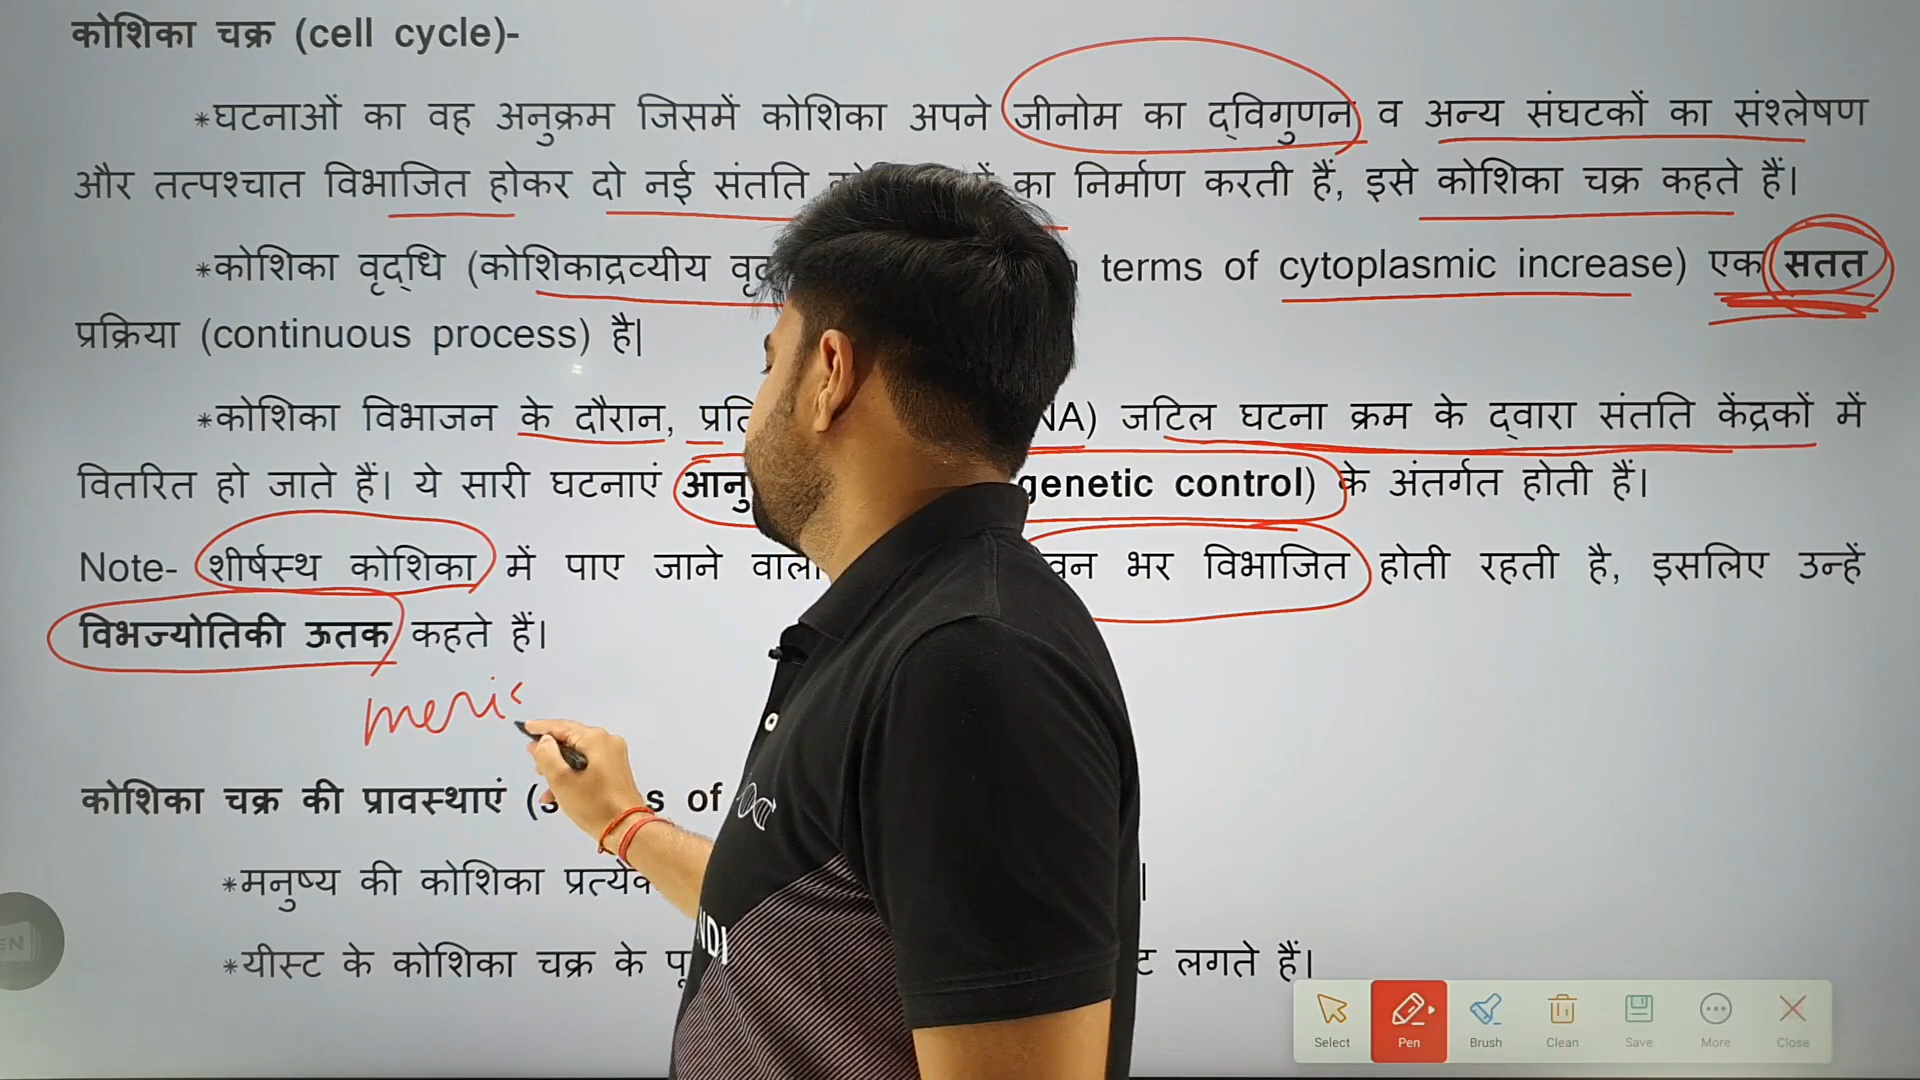 कोशिका चक्र (cell cycle)-
*घटनाओं का वह अनुक्रम जिसमें कोशिका अपने जीनोम का द्विगुणन व अन्य संघटकों का संश्लेषण
और तत्पश्चात विभाजित होकर दो नई संतति का निर्माण करती हैं, इसे कोशिका चक्र कहते हैं।
*कोशिका वृद्धि (कोशिकाद्रव्यीय terms of cytoplasmic increase) एक सतत
प्रक्रिया (continuous process) है|
*कोशिका विभाजन के दौरान, जटिल घटना क्रम के द्वारा संतति केंद्रकों में
वितरित हो जाते हैं। ये सारी घटनाएं genetic control) के अंतर्गत होती हैं।
Note- शीर्षस्थ कोशिका में पाए जाने भर विभाजित होती रहती है, इसलिए उन्हें
विभज्योतिकी ऊतक कहते हैं।
कोशिका चक्र की प्रावस्थाएं of
*मनुष्य की कोशिका
*यीस्ट के कोशिका चक्र के लगते हैं।
NDI
Select Pen Brush Clean Save More Close